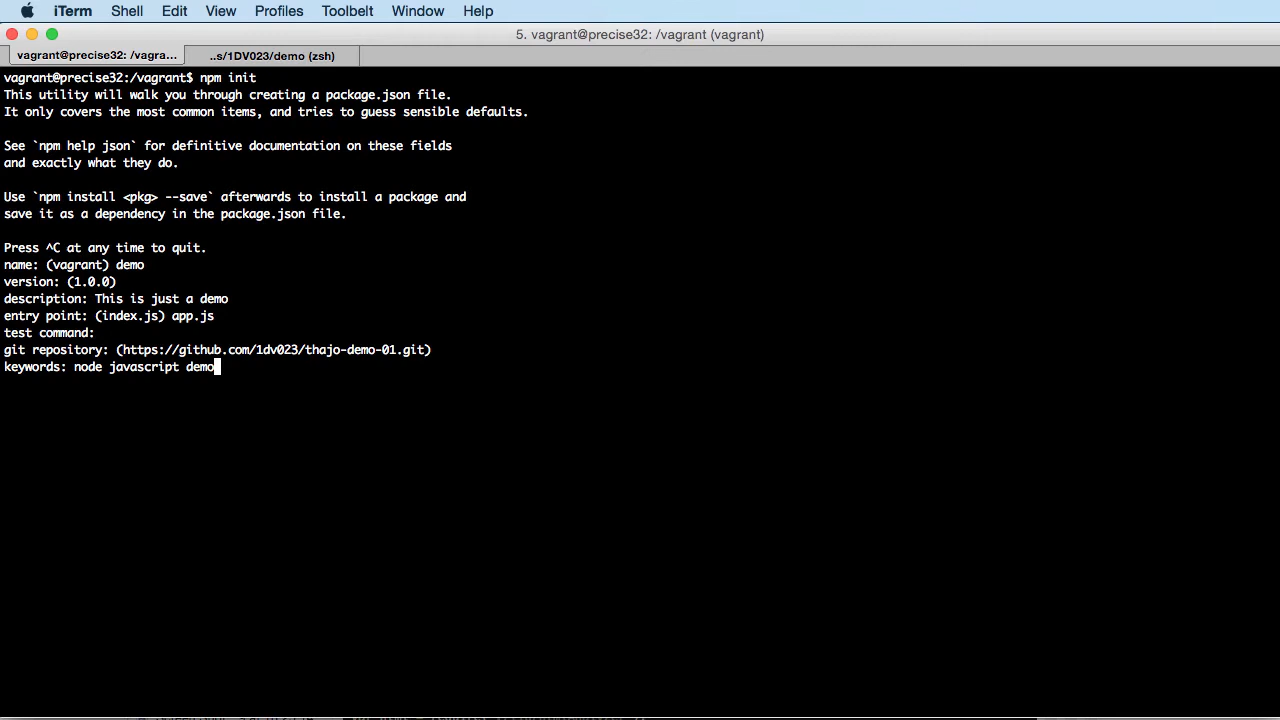 iTerm Shell Edit View Profiles Toolbelt Window Help
5. vagrant@precise32: /vagrant (vagrant)
vagrant@precise32: /vagra... ..s/1DV023/demo (zsh)
vagrant@precise32:/vagrant$ npm init
This utility will walk you through creating a package.json file.
It only covers the most common items, and tries to guess sensible defaults.
See `npm help json` for definitive documentation on these fields
and exactly what they do.
Use `npm install <pkg> --save` afterwards to install a package and
save it as a dependency in the package.json file.
Press ^C at any time to quit.
name: (vagrant) demo
version: (1.0.0)
description: This is just a demo
entry point: (index.js) app.js
test command:
git repository: (https://github.com/1dv023/thajo-demo-01.git)
keywords: node javascript demo